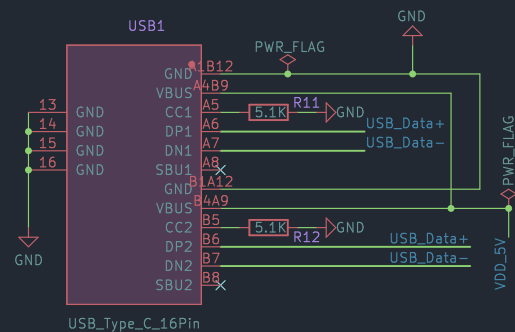 USB1
GND
PWR_FLAG
A1B12
GND
A4B9
VBUS
13 GND
A5
CC1
5.1K
R11
GND
14 GND
A6
DP1
USB_Data+
15 GND
A7
DN1
USB_Data-
16 GND
A8
SBU1
B1A12
GND
B4A9
VBUS
PWR_FLAG
B5
CC2
5.1K
R12
GND
B6
DP2
USB_Data+
B7
DN2
USB_Data-
B8
SBU2
GND
VDD_5V
USB_Type_C_16Pin